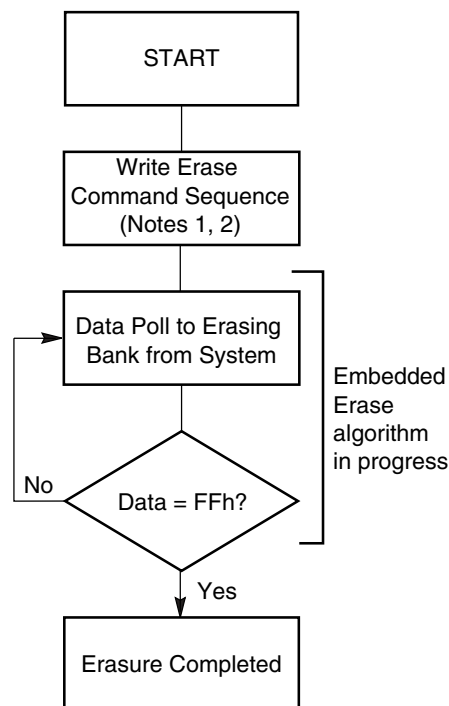 START
Write Erase
Command Sequence
(Notes 1, 2)
Data Poll to Erasing
Bank from System
Embedded
Erase
algorithm
in progress
No
Data = FFh?
Yes
Erasure Completed